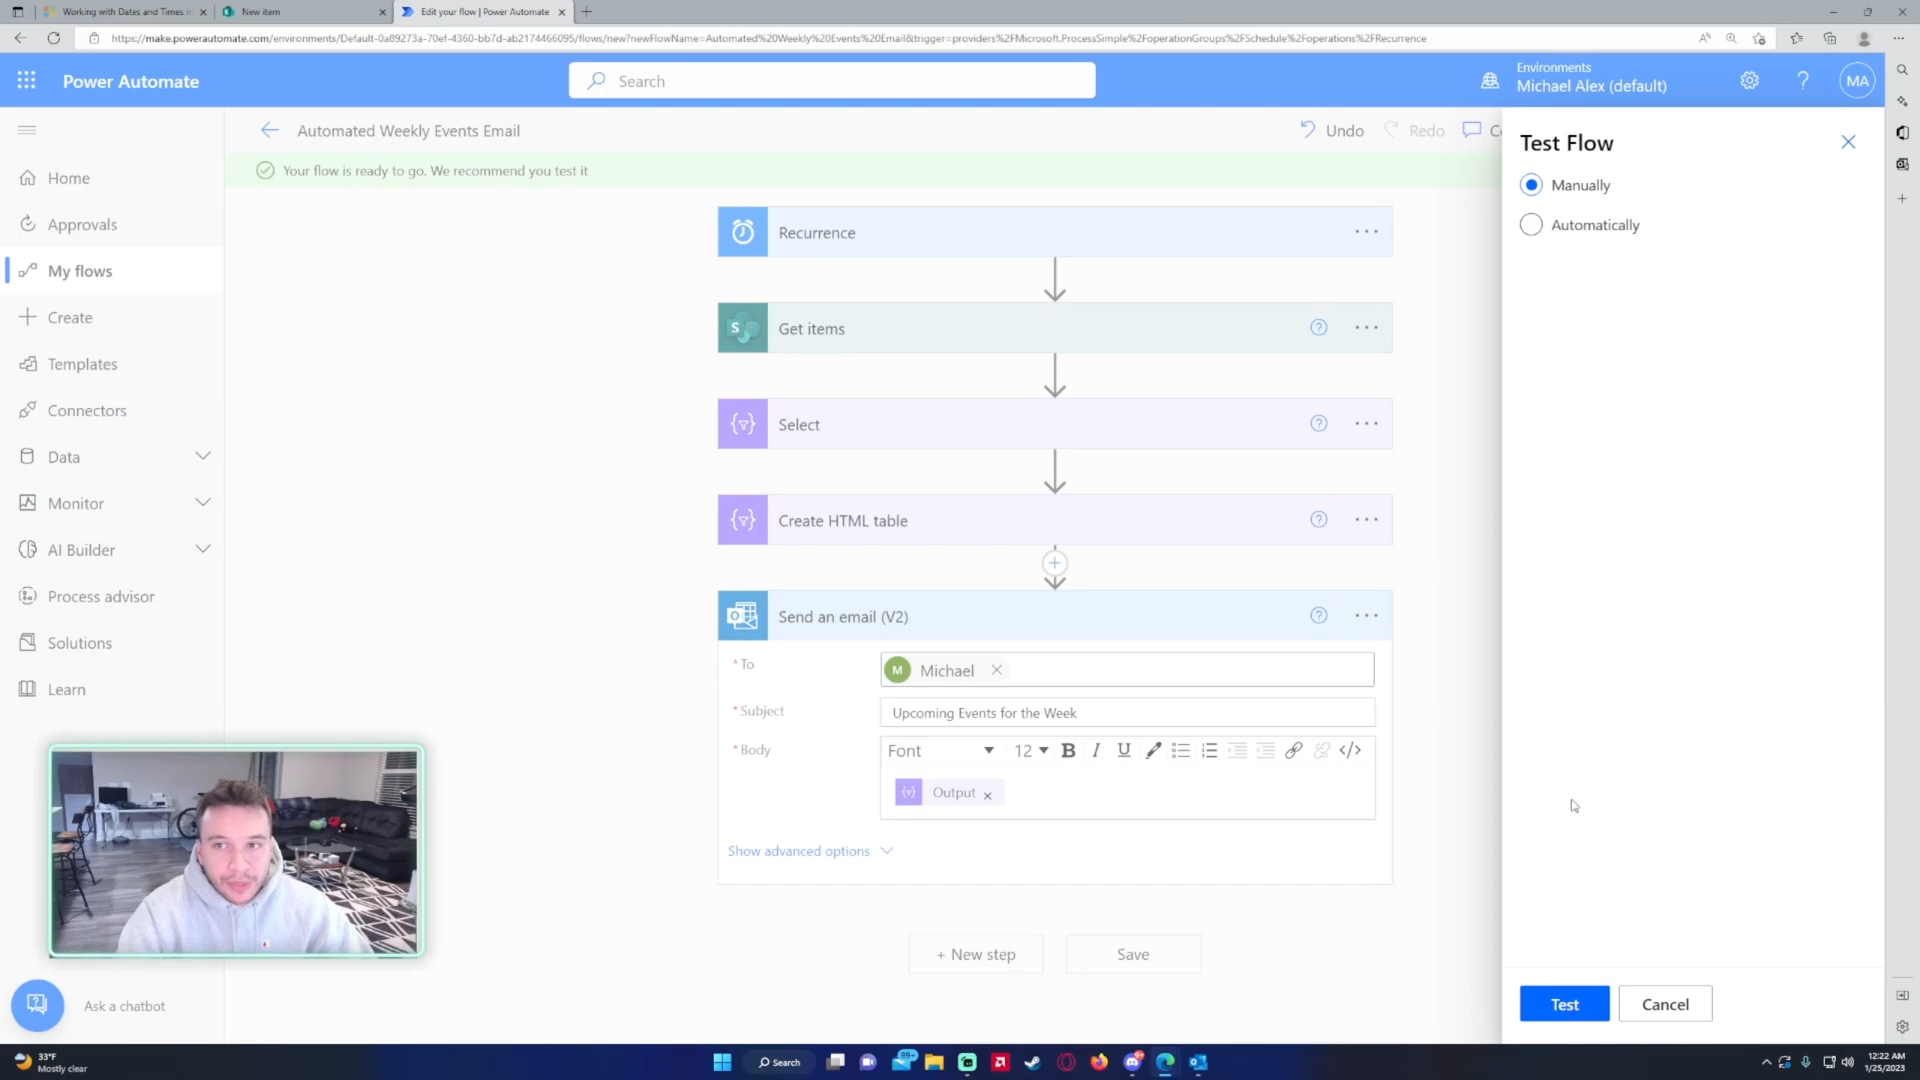 Working with Dates and Times in
New item
Edit your flow | Power Automate
https://make.powerautomate.com/environments/Default-0a89273a-70ef-4360-bb7d-ab2174466095/flows/new?newFlowName=Automated%20Weekly%20Events%20Email&trigger=providers%2FMicrosoft.ProcessSimple%2FoperationGroups%2FSchedule%2Foperations%2FRecurrence
Power Automate
Search
Environments
Michael Alex (default)
MA
Automated Weekly Events Email
Undo
Redo
Your flow is ready to go. We recommend you test it
Home
Approvals
My flows
Create
Templates
Connectors
Data
Monitor
AI Builder
Process advisor
Solutions
Learn
Ask a chatbot
Recurrence
Get items
Select
Create HTML table
Send an email (V2)
* To
M Michael
* Subject
Upcoming Events for the Week
* Body
Font 12 B I U </>
Output
Show advanced options
+ New step
Save
Test Flow
Manually
Automatically
Test
Cancel
33°F
Mostly clear
Search
99+
12:22 AM
1/25/2023